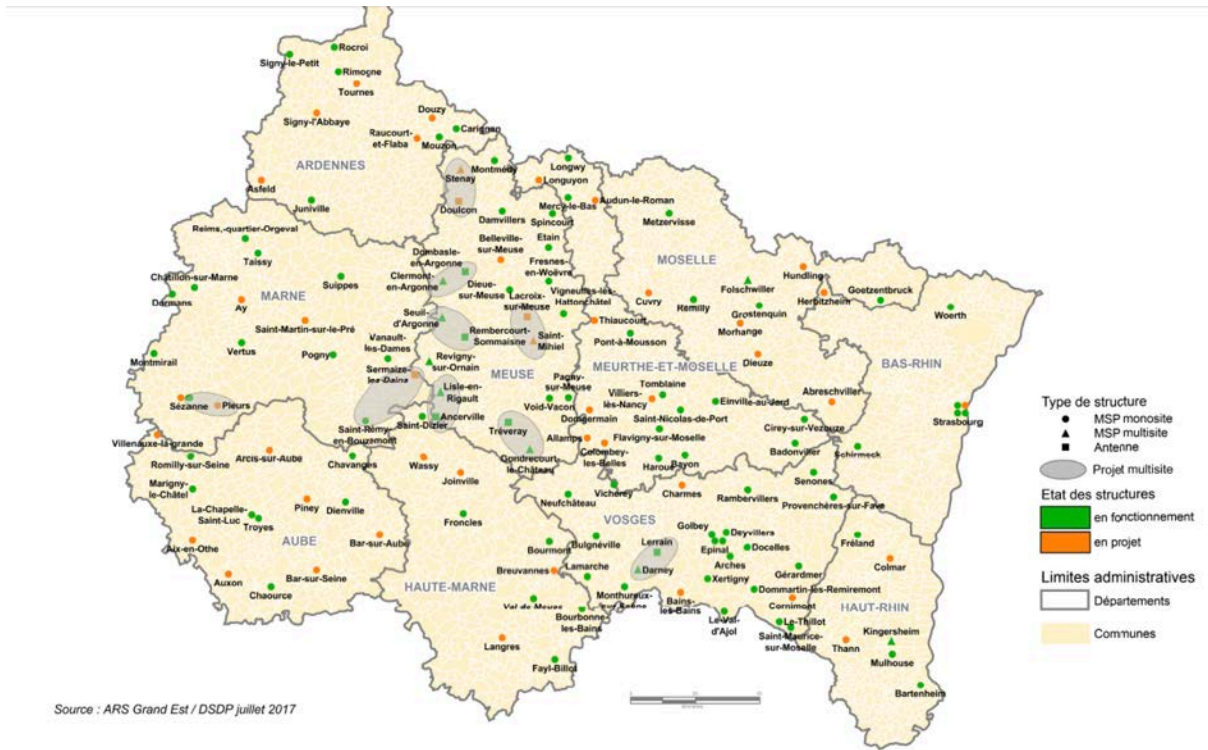 Rocroi
Signy-le-Petit
Rimogne
Tournes
Signy-l'Abbaye
Douzy
Carignan
Raucourt-
et-Flaba
Mouzon
ARDENNES
Asfeld
Juniville
Montmédy
Stenay
Doulcon
Longwy
Longuyon
Mercy-le-Bas
Audun-le-Roman
Damvillers
Spincourt
Metzervisse
Belleville-
sur-Meuse
Etain
Dombasle-
en-Argonne
Fresnes-
en-Woëvre
Clermont-
en-Argonne
Dieue-
sur-Meuse
Vigneulles-les-
Hattonchâtel
Lacroix-
sur-Meuse
Seuil-
d'Argonne
Rembercourt-
Sommaisne
Saint-
Mihiel
Thiaucourt
Revigny-
sur-Ornain
MEUSE
Lisle-en-
Rigault
Ancerville
Pagny-
sur-Meuse
Void-Vacon
Tréveray
Gondrecourt-
le-Château
Reims,-quartier-Orgeval
Taissy
Châtillon-sur-Marne
Dormans
MARNE
Suippes
Ay
Saint-Martin-sur-le-Pré
Vertus
Pogny
Vanault-
les-Dames
Montmirail
Sermaize-
les-Bains
Sézanne
Pleurs
Saint-Rémy-
en-Bouzemont
Saint-Dizier
Villenauxe-la-grande
Romilly-sur-Seine
Arcis-sur-Aube
Chavanges
Marigny-
le-Châtel
La-Chapelle-
Saint-Luc
Troyes
Piney
Dienville
Aix-en-Othe
AUBE
Bar-sur-Aube
Auxon
Bar-sur-Seine
Chaource
Wassy
Joinville
Froncles
Bourmont
Breuvannes
HAUTE-MARNE
Val de Meuse
Bourbonne-
les-Bains
Langres
Fayl-Billot
MOSELLE
Hundling
Folschwiller
Herbitzheim
Cuvry
Remilly
Grostenquin
Morhange
Dieuze
Abreschviller
Goetzentbruck
Woerth
BAS-RHIN
Strasbourg
Schirmeck
Pont-à-Mousson
MEURTHE-ET-MOSELLE
Tomblaine
Villiers-
lès-Nancy
Einville-au-Jerd
Domgermain
Saint-Nicolas-de-Port
Cirey-sur-Vezouze
Allamps
Flavigny-sur-Moselle
Badonviller
Colombey-
les-Belles
Haroué
Bayon
Vicherey
Charmes
Senones
Neufchâteau
Rambervillers
Provenchères-sur-Fave
VOSGES
Golbey
Deyvillers
Bulgnéville
Lerrain
Epinal
Docelles
Lamarche
Darney
Arches
Xertigny
Gérardmer
Dommartin-lès-Remiremont
Monthureux-
sur-Saône
Bains-
les-Bains
Cornimont
Le-Val-
d'Ajol
Le-Thillot
Saint-Maurice-
sur-Moselle
Fréland
Colmar
HAUT-RHIN
Kingersheim
Thann
Mulhouse
Bartenheim
Type de structure
MSP monosite
MSP multisite
Antenne
Projet multisite
Etat des structures
en fonctionnement
en projet
Limites administratives
Départements
Communes
Source : ARS Grand Est / DSDP juillet 2017